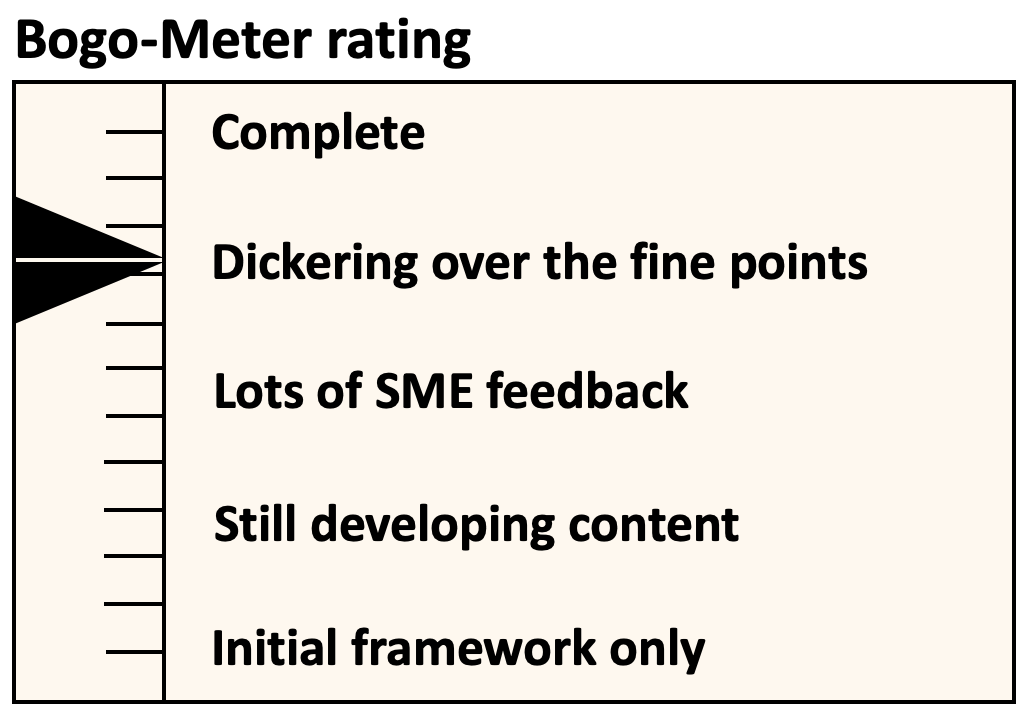 Bogo-Meter rating
Complete
Dickering over the fine points
Lots of SME feedback
Still developing content
Initial framework only